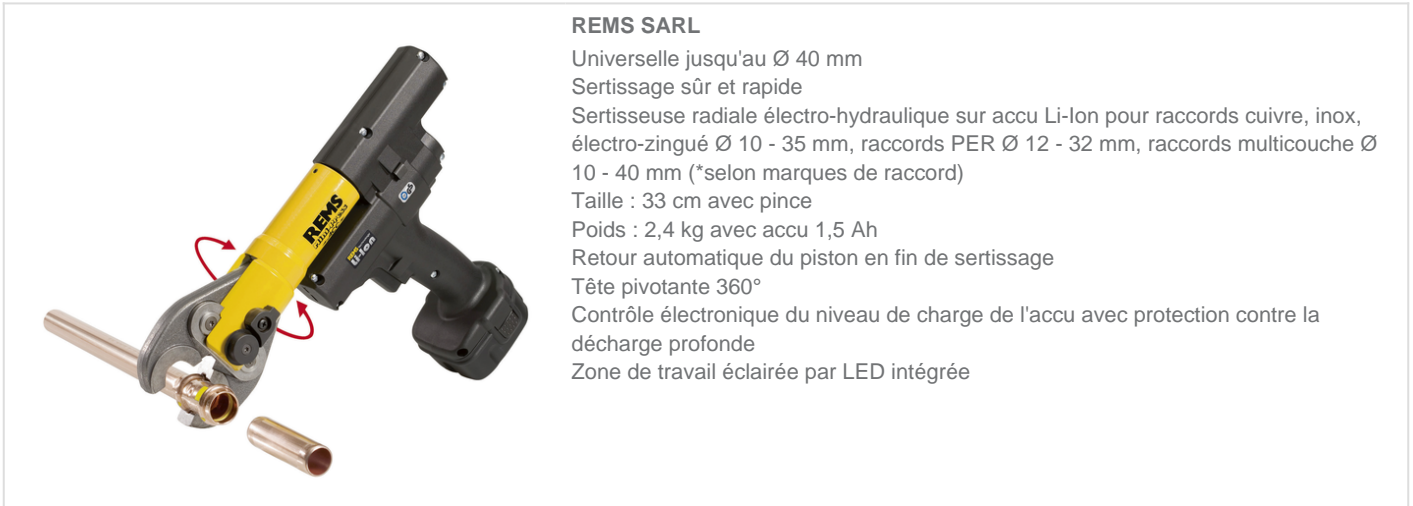 REMS SARL
Universelle jusqu'au Ø 40 mm
Sertissage sûr et rapide
Sertisseuse radiale électro-hydraulique sur accu Li-Ion pour raccords cuivre, inox,
électro-zingué Ø 10 - 35 mm, raccords PER Ø 12 - 32 mm, raccords multicouche Ø
10 - 40 mm (*selon marques de raccord)
Taille : 33 cm avec pince
Poids : 2,4 kg avec accu 1,5 Ah
Retour automatique du piston en fin de sertissage
Tête pivotante 360°
Contrôle électronique du niveau de charge de l'accu avec protection contre la
décharge profonde
Zone de travail éclairée par LED intégrée
REMS
Li-Ion